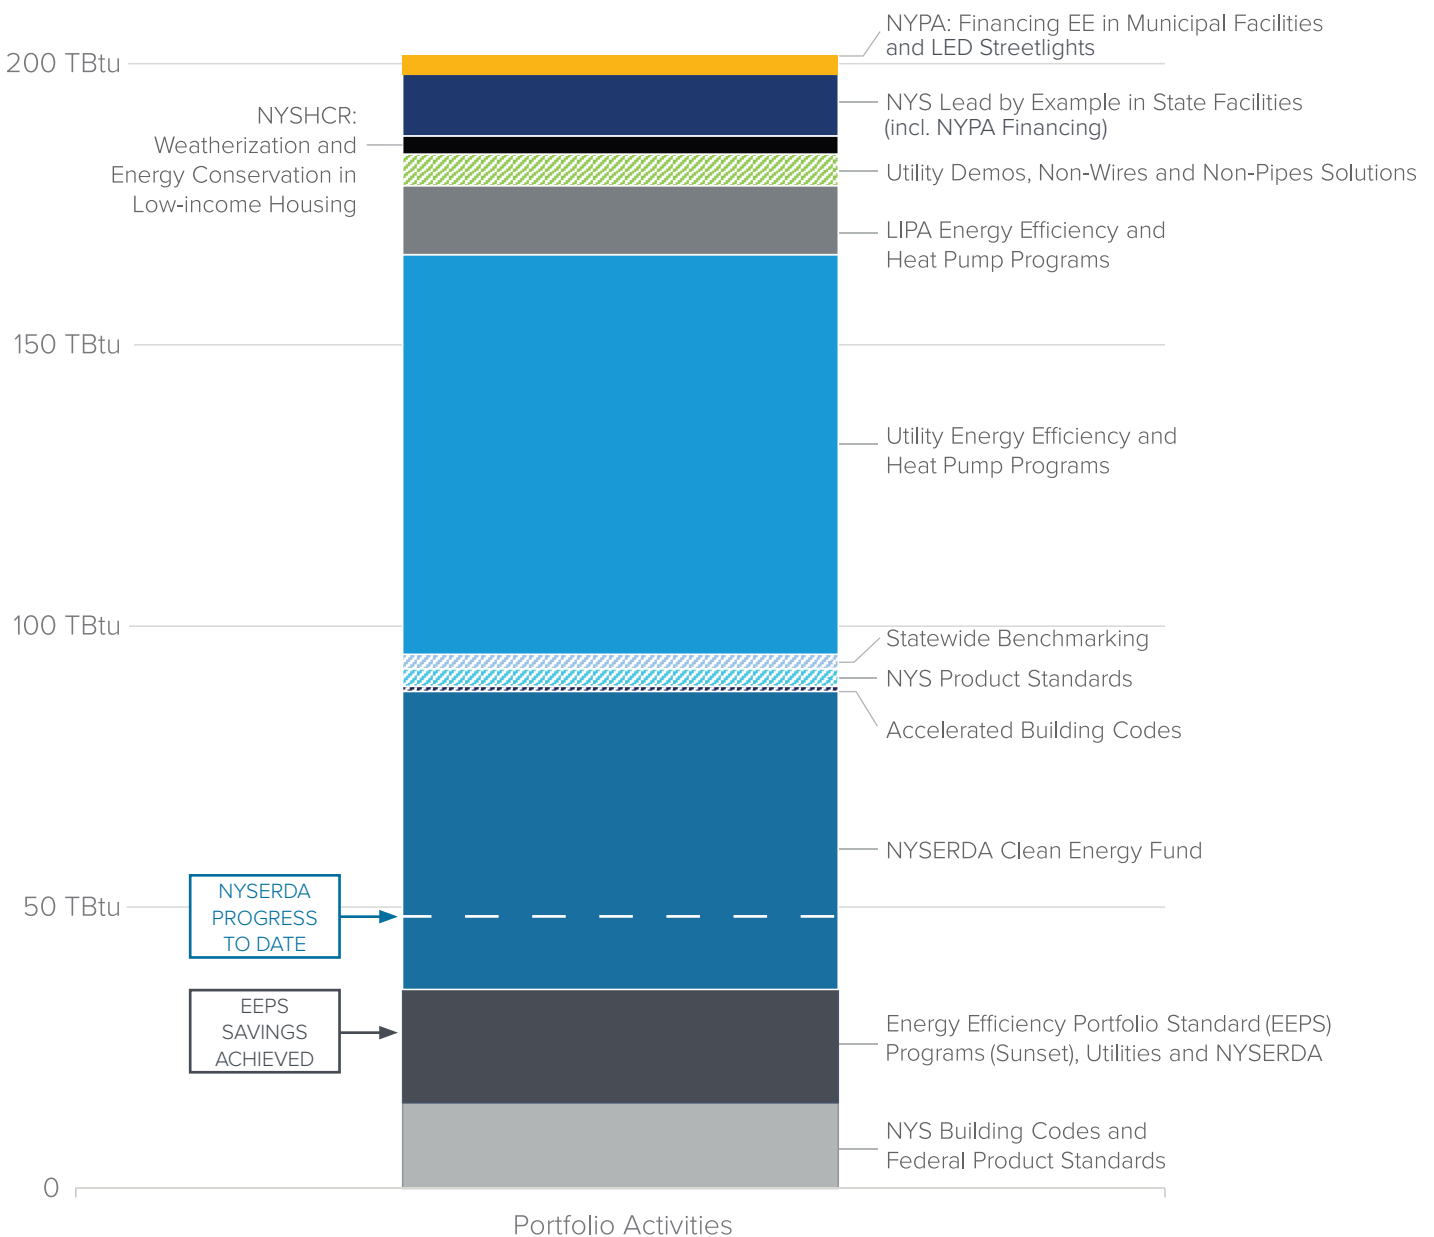 200 TBtu
NYPA: Financing EE in Municipal Facilities
and LED Streetlights
NYSHCR:
Weatherization and
Energy Conservation in
Low-income Housing
NYS Lead by Example in State Facilities
(incl. NYPA Financing)
Utility Demos, Non-Wires and Non-Pipes Solutions
LIPA Energy Efficiency and
Heat Pump Programs
150 TBtu
Utility Energy Efficiency and
Heat Pump Programs
100 TBtu
Statewide Benchmarking
NYS Product Standards
Accelerated Building Codes
NYSERDA Clean Energy Fund
50 TBtu
NYSERDA
PROGRESS
TO DATE
EEPS
SAVINGS
ACHIEVED
Energy Efficiency Portfolio Standard (EEPS)
Programs (Sunset), Utilities and NYSERDA
NYS Building Codes and
Federal Product Standards
0
Portfolio Activities